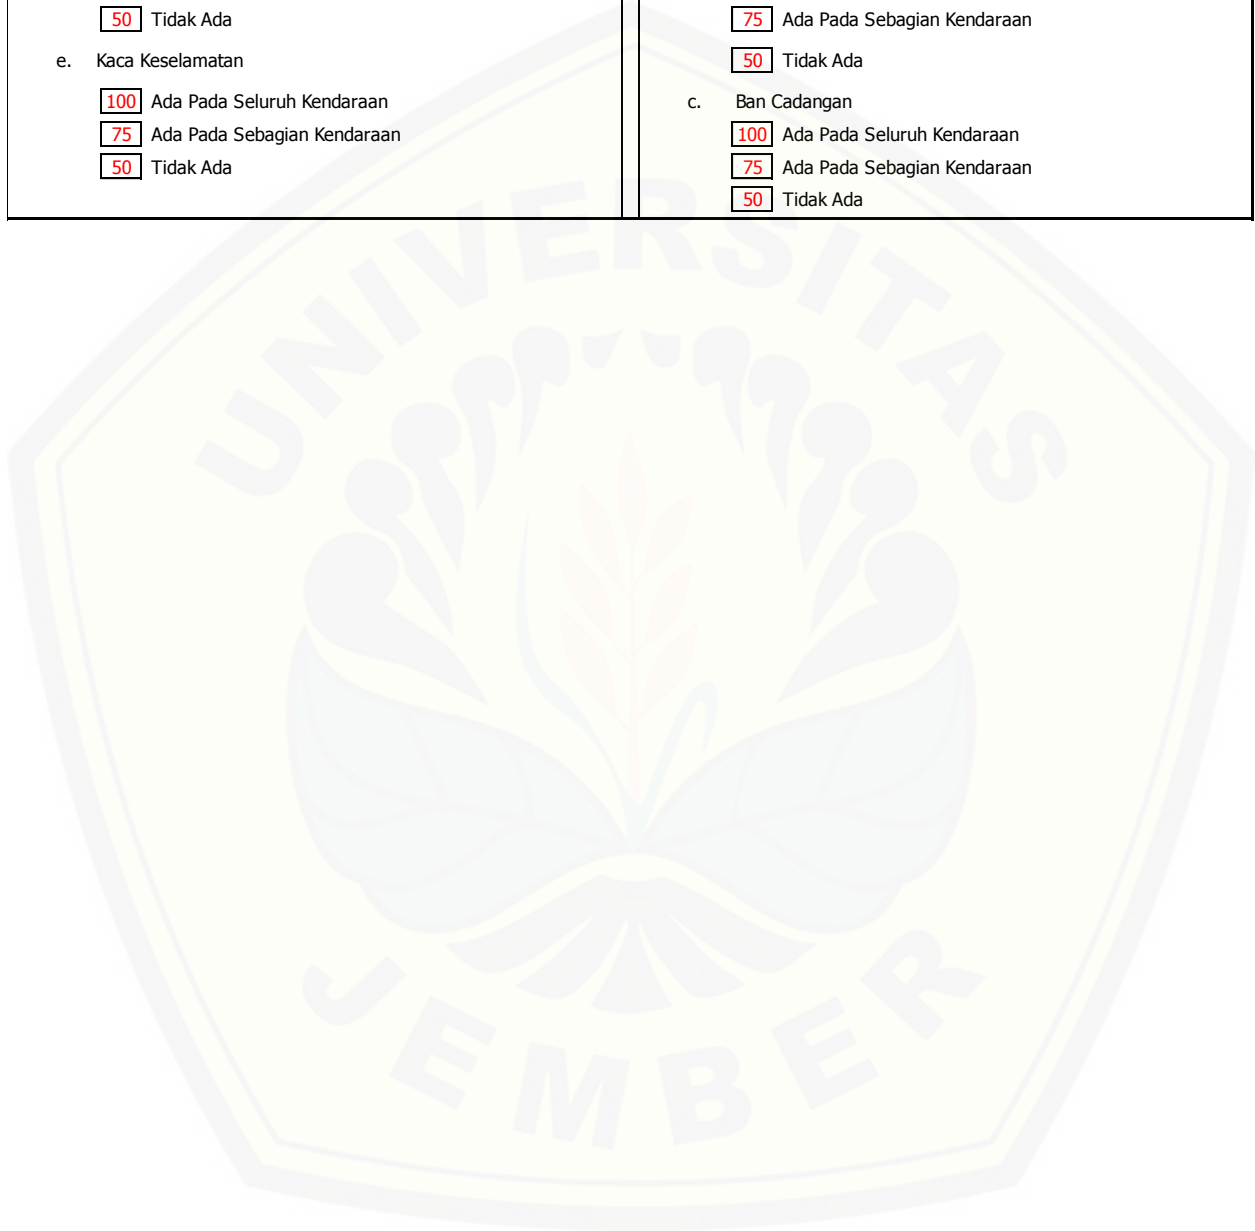 50 Tidak Ada
e. Kaca Keselamatan
100 Ada Pada Seluruh Kendaraan
75 Ada Pada Sebagian Kendaraan
50 Tidak Ada
75 Ada Pada Sebagian Kendaraan
50 Tidak Ada
c. Ban Cadangan
100 Ada Pada Seluruh Kendaraan
75 Ada Pada Sebagian Kendaraan
50 Tidak Ada
UNIVERSITAS
JEMBER